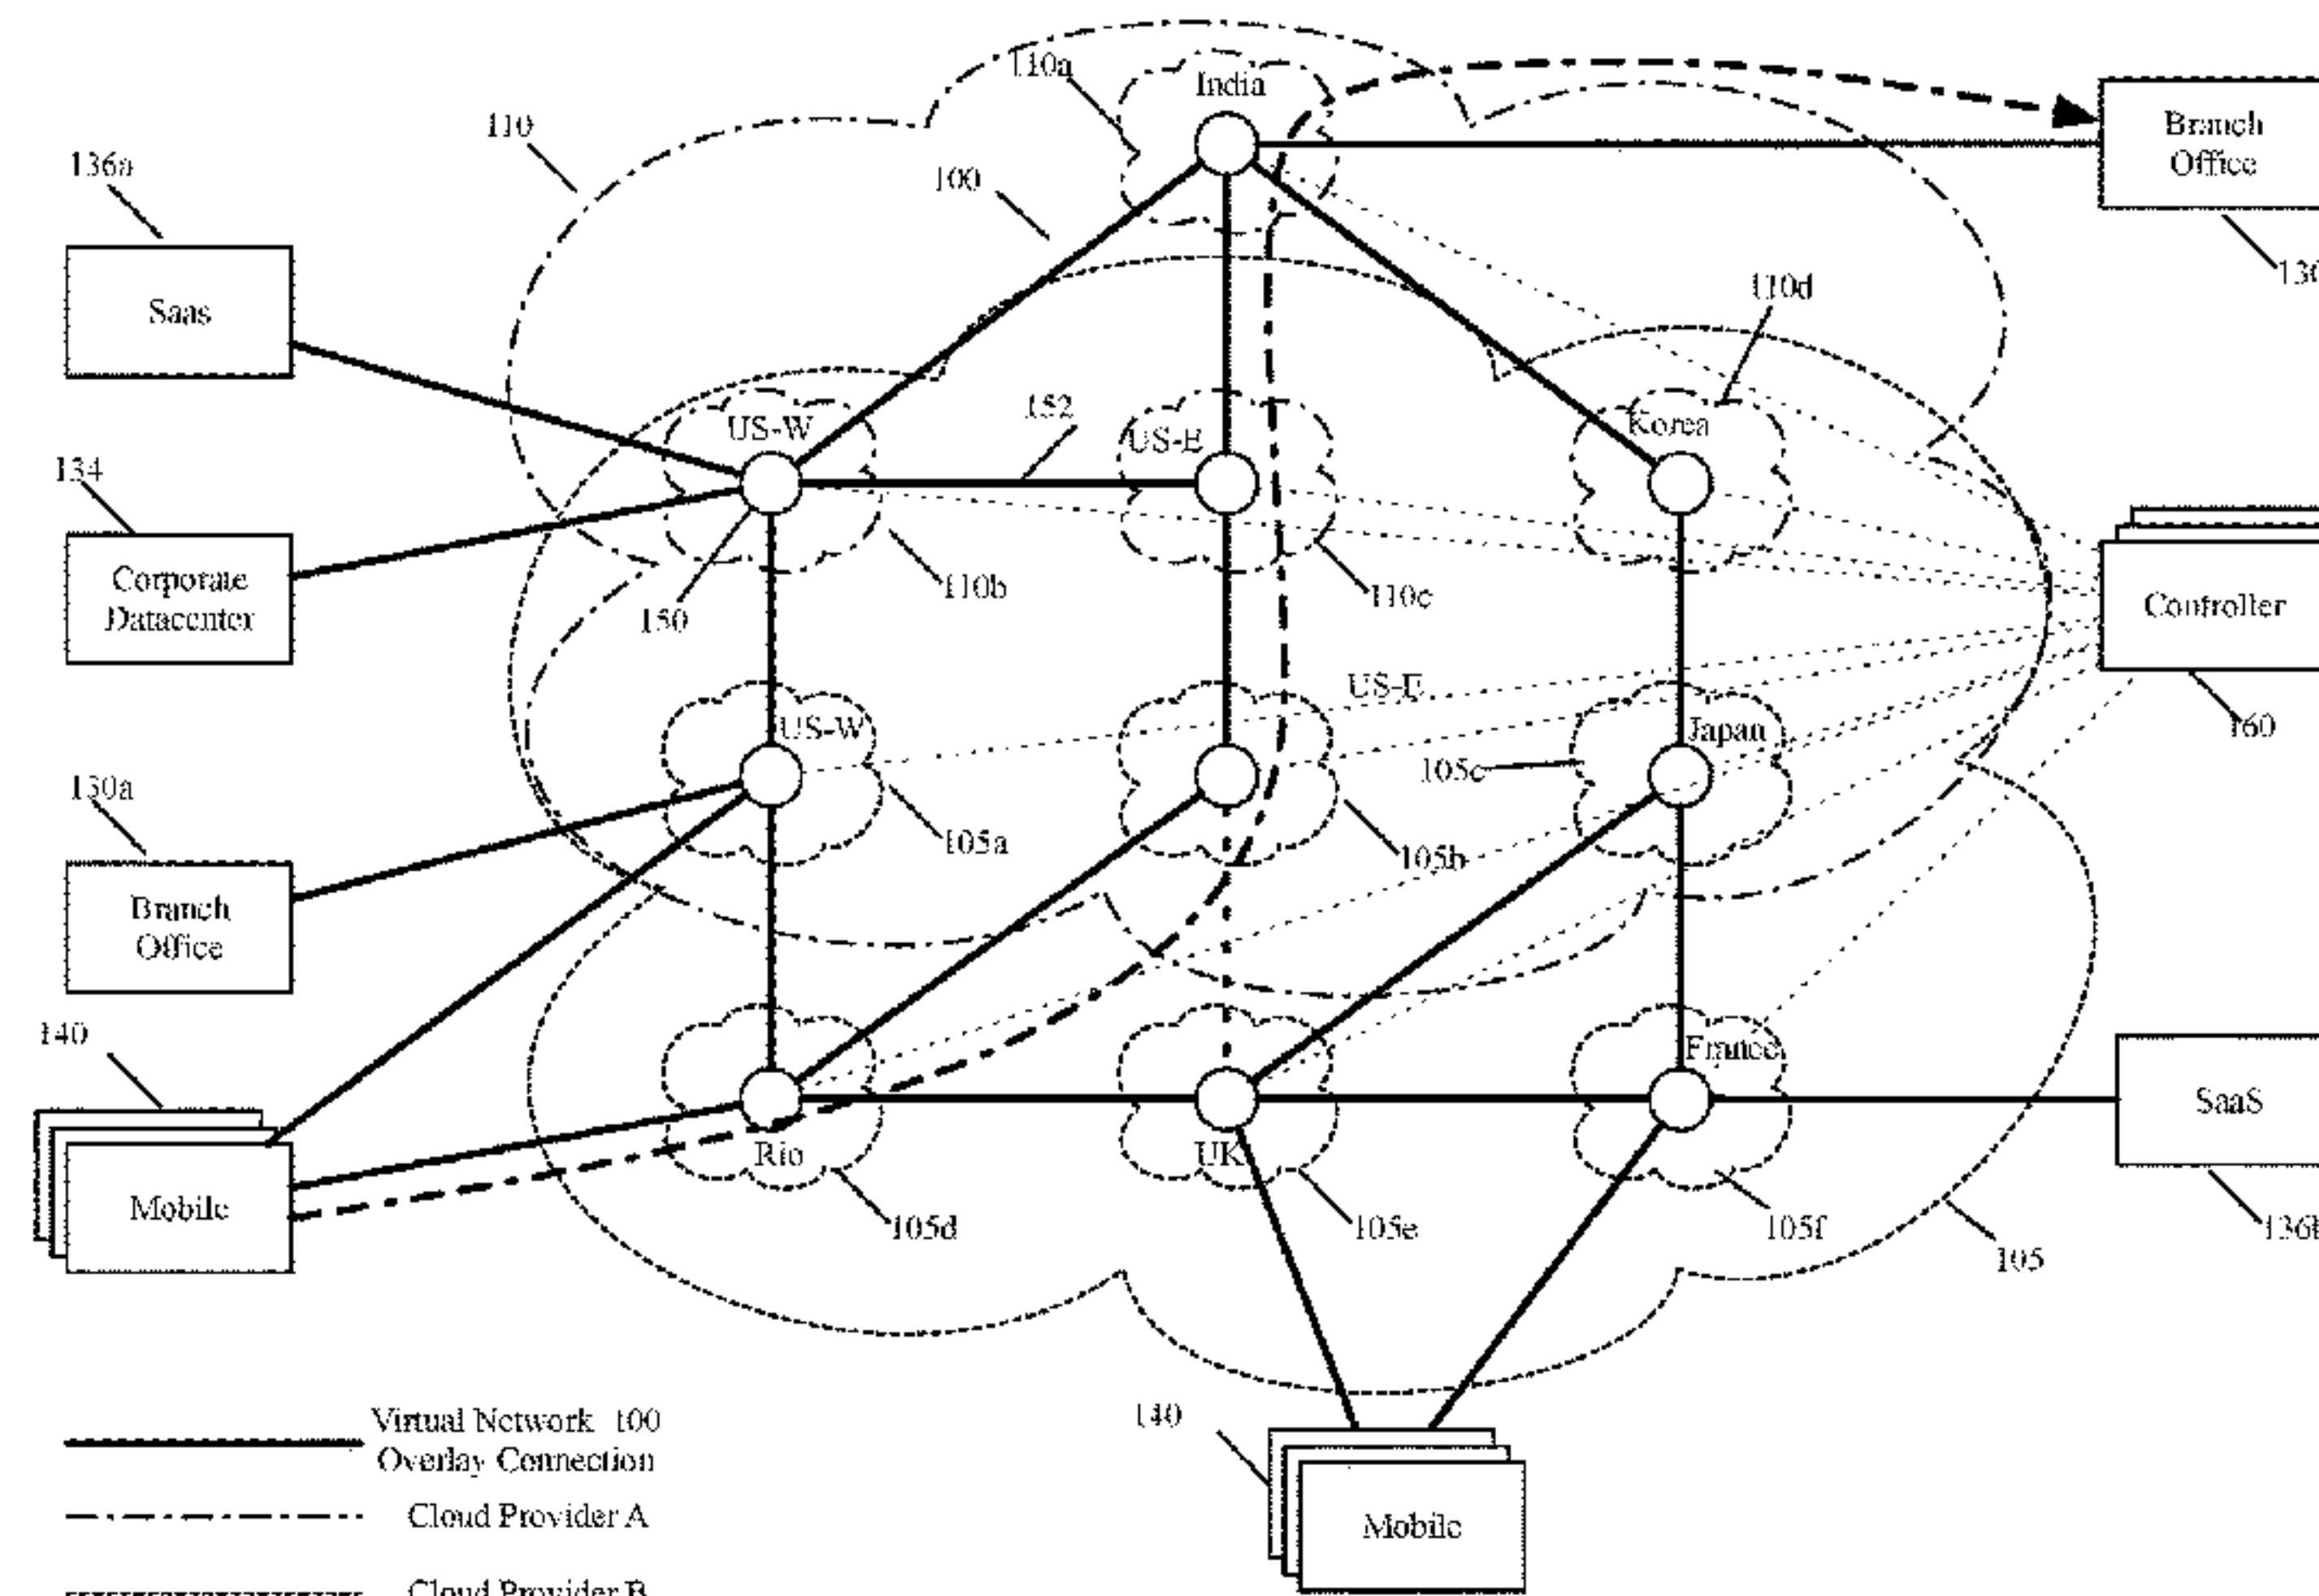 110a
India
110
Branch
Office
136a
100
130
Saas
110d
152
US-W
US-E
Korea
134
Corporate
Datacenter
150
110b
110c
Controller
US-E
US-W
Japan
160
105c
130a
105a
105b
Branch
Office
140
France
SaaS
Rio
UK
Mobile
105d
105e
105f
136b
105
140
Virtual Network 100
Overlay Connection
Cloud Provider A
Mobile
Cloud Provider B